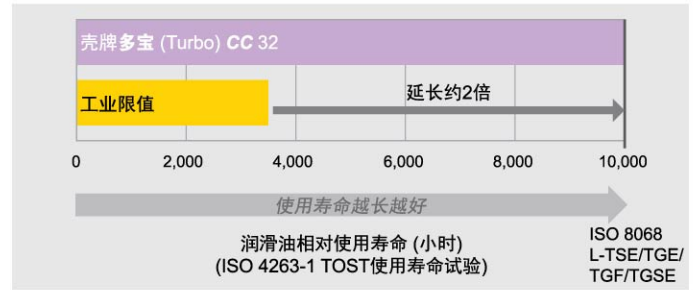 壳牌多宝 (Turbo) CC 32
工业限值
延长约2倍
0 2,000 4,000 6,000 8,000 10,000
使用寿命越长越好
润滑油相对使用寿命 (小时)
(ISO 4263-1 TOST使用寿命试验)
ISO 8068
L-TSE/TGE/
TGF/TGSE